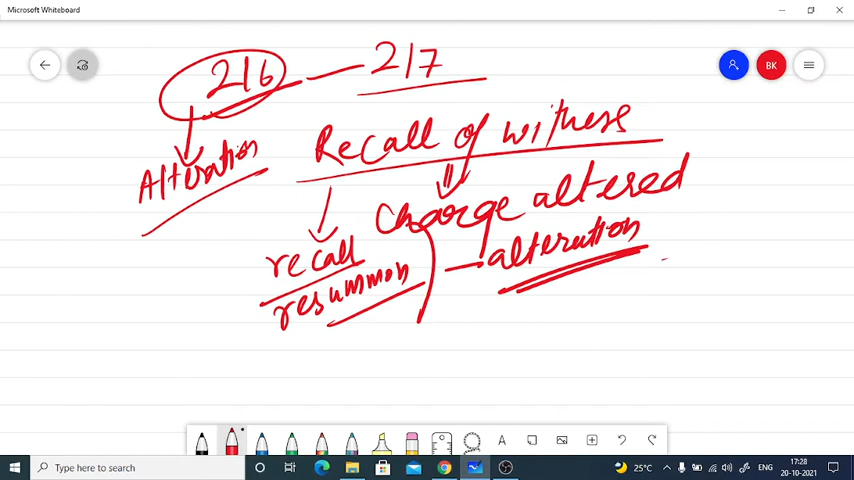 Microsoft Whiteboard
216 — 217
BK
Recall of witness
Alteration
Charge altered
recall
resummon
alteration
Type here to search
25°C
ENG
17:28
20-10-2021